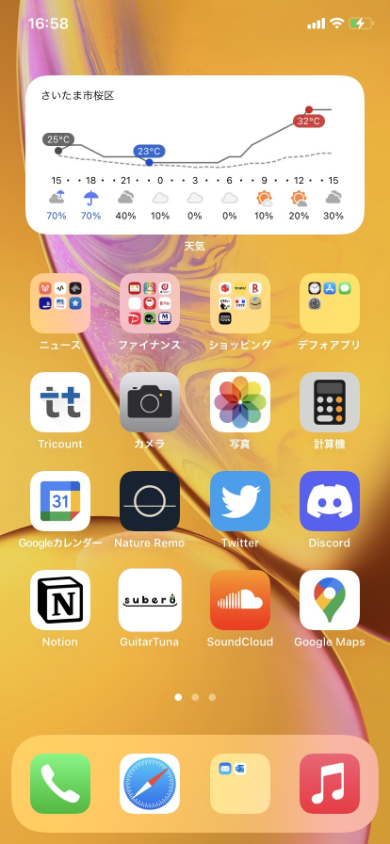 16:58
さいたま市桜区
25°C
23°C
32°C
15 ・・ 18 ・・ 21 ・・ 0 ・・ 3 ・・ 6 ・・ 9 ・・ 12 ・・ 15
70% 70% 40% 10% 0% 0% 10% 20% 30%
天気
ニュース ファイナンス ショッピング デフォアプリ
tt
Tricount カメラ 写真 計算機
31
Googleカレンダー Nature Remo Twitter Discord
N suberO
Notion GuitarTuna SoundCloud Google Maps